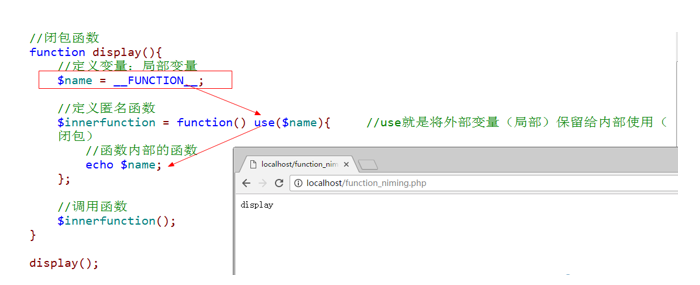 //闭包函数
function display(){
//定义变量：局部变量
$name = __FUNCTION__;
//定义匿名函数
$innerfunction = function() use($name){ //use就是将外部变量（局部）保留给内部使用（
闭包）
//函数内部的函数
echo $name;
};
//调用函数
$innerfunction();
}
display();
localhost/function_nim
localhost/function_niming.php
display